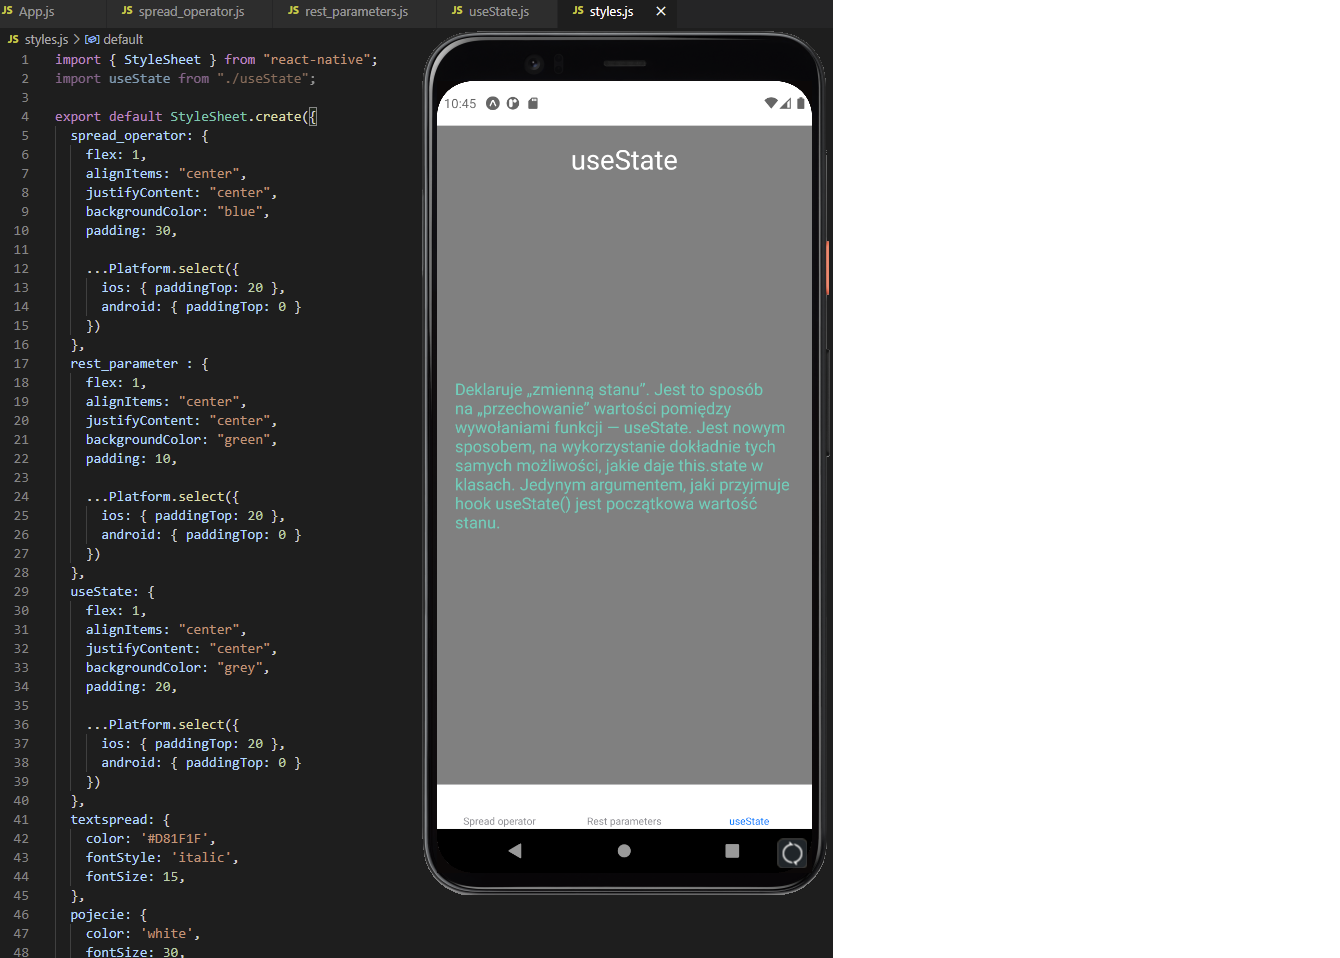 JS App.js
JS spread_operator.js
JS rest_parameters.js
JS useState.js
JS styles.js ×
JS styles.js > default
1 import { StyleSheet } from "react-native";
2 import useState from "./useState";
3
4 export default StyleSheet.create({
5 spread_operator: {
6 flex: 1,
7 alignItems: "center",
8 justifyContent: "center",
9 backgroundColor: "blue",
10 padding: 30,
11
12 ...Platform.select({
13 ios: { paddingTop: 20 },
14 android: { paddingTop: 0 }
15 })
16 },
17 rest_parameter : {
18 flex: 1,
19 alignItems: "center",
20 justifyContent: "center",
21 backgroundColor: "green",
22 padding: 10,
23
24 ...Platform.select({
25 ios: { paddingTop: 20 },
26 android: { paddingTop: 0 }
27 })
28 },
29 useState: {
30 flex: 1,
31 alignItems: "center",
32 justifyContent: "center",
33 backgroundColor: "grey",
34 padding: 20,
35
36 ...Platform.select({
37 ios: { paddingTop: 20 },
38 android: { paddingTop: 0 }
39 })
40 },
41 textspread: {
42 color: '#D81F1F',
43 fontStyle: 'italic',
44 fontSize: 15,
45 },
46 pojecie: {
47 color: 'white',
48 fontSize: 30,
10:45
useState
Deklaruje „zmienną stanu”. Jest to sposób
na „przechowanie” wartości pomiędzy
wywołaniami funkcji — useState. Jest nowym
sposobem, na wykorzystanie dokładnie tych
samych możliwości, jakie daje this.state w
klasach. Jedynym argumentem, jaki przyjmuje
hook useState() jest początkowa wartość
stanu.
Spread operator
Rest parameters
useState